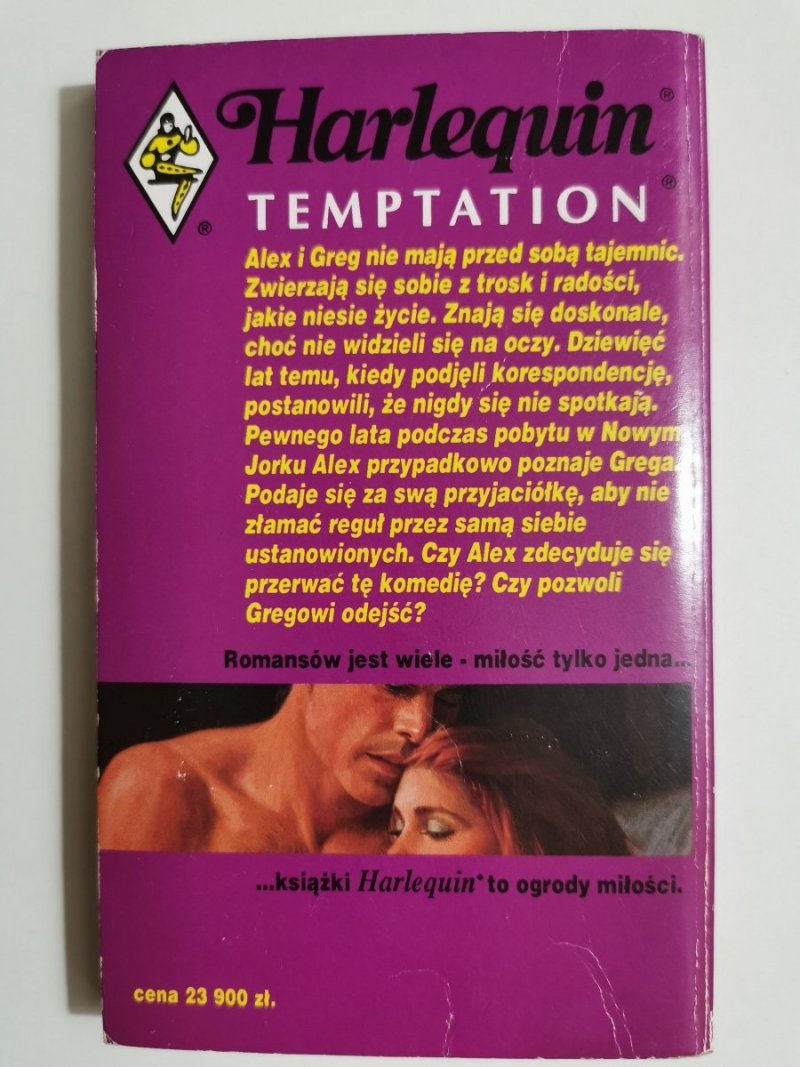 Harlequin®
TEMPTATION®
®
Alex i Greg nie mają przed sobą tajemnic.
Zwierzają się sobie z trosk i radości,
jakie niesie życie. Znają się doskonale,
choć nie widzieli się na oczy. Dziewięć
lat temu, kiedy podjęli korespondencję,
postanowili, że nigdy się nie spotkają.
Pewnego lata podczas pobytu w Nowym
Jorku Alex przypadkowo poznaje Grega.
Podaje się za swą przyjaciółkę, aby nie
złamać reguł przez samą siebie
ustanowionych. Czy Alex zdecyduje się
przerwać tę komedię? Czy pozwoli
Gregowi odejść?
Romansów jest wiele - miłość tylko jedna...
...książki Harlequin® to ogrody miłości.
cena 23 900 zł.